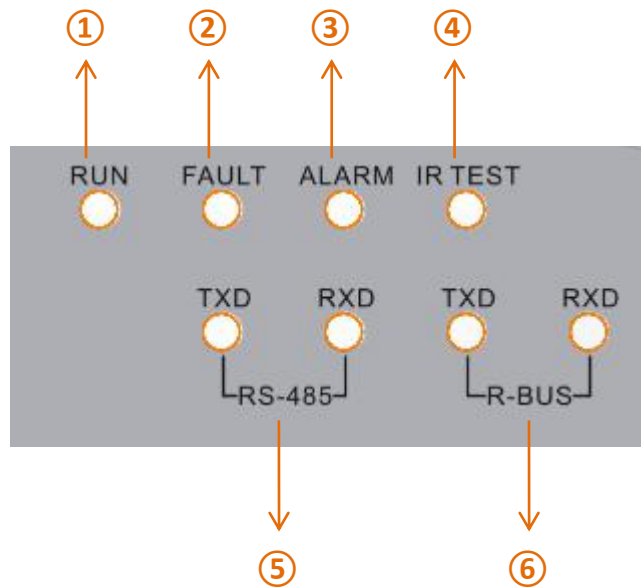 ① ② ③ ④
RUN FAULT ALARM IR TEST
TXD RXD TXD RXD
RS-485 R-BUS
⑤ ⑥